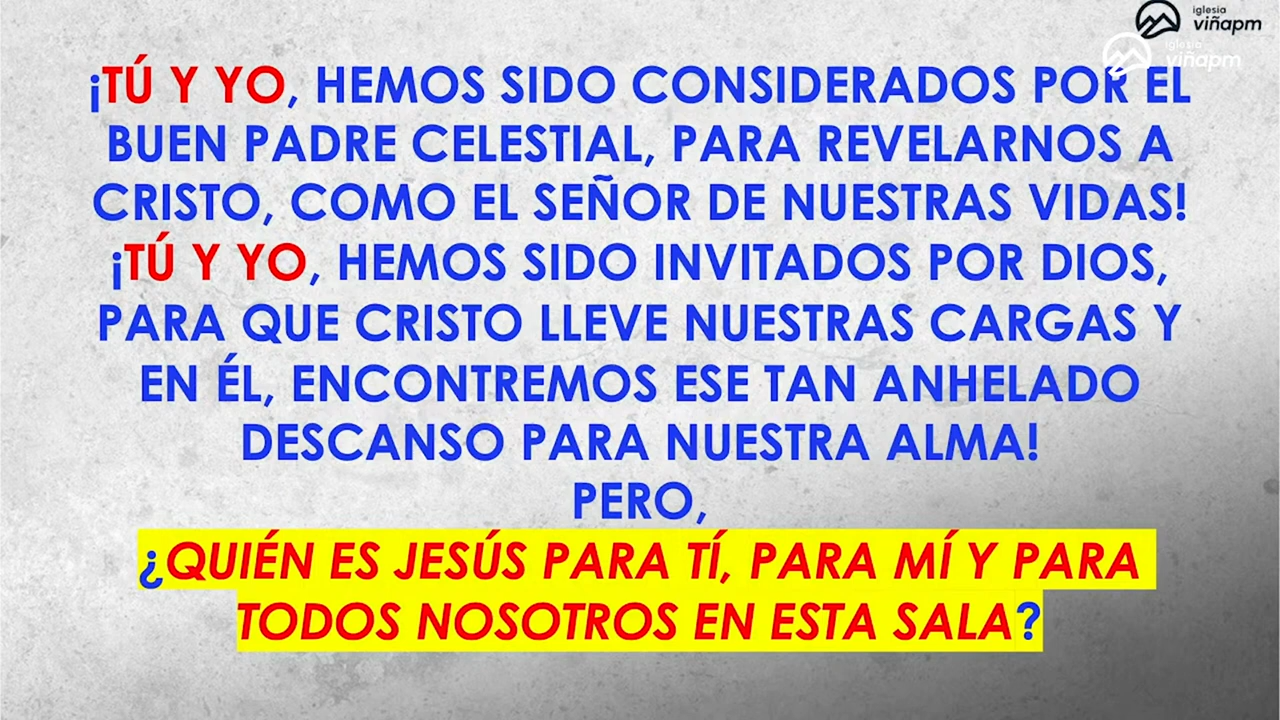 iglesia
viñapm
iglesia
viñapm
¡TÚ Y YO, HEMOS SIDO CONSIDERADOS POR EL
BUEN PADRE CELESTIAL, PARA REVELARNOS A
CRISTO, COMO EL SEÑOR DE NUESTRAS VIDAS!
¡TÚ Y YO, HEMOS SIDO INVITADOS POR DIOS,
PARA QUE CRISTO LLEVE NUESTRAS CARGAS Y
EN ÉL, ENCONTREMOS ESE TAN ANHELADO
DESCANSO PARA NUESTRA ALMA!
PERO,
¿QUIÉN ES JESÚS PARA TÍ, PARA MÍ Y PARA
TODOS NOSOTROS EN ESTA SALA?